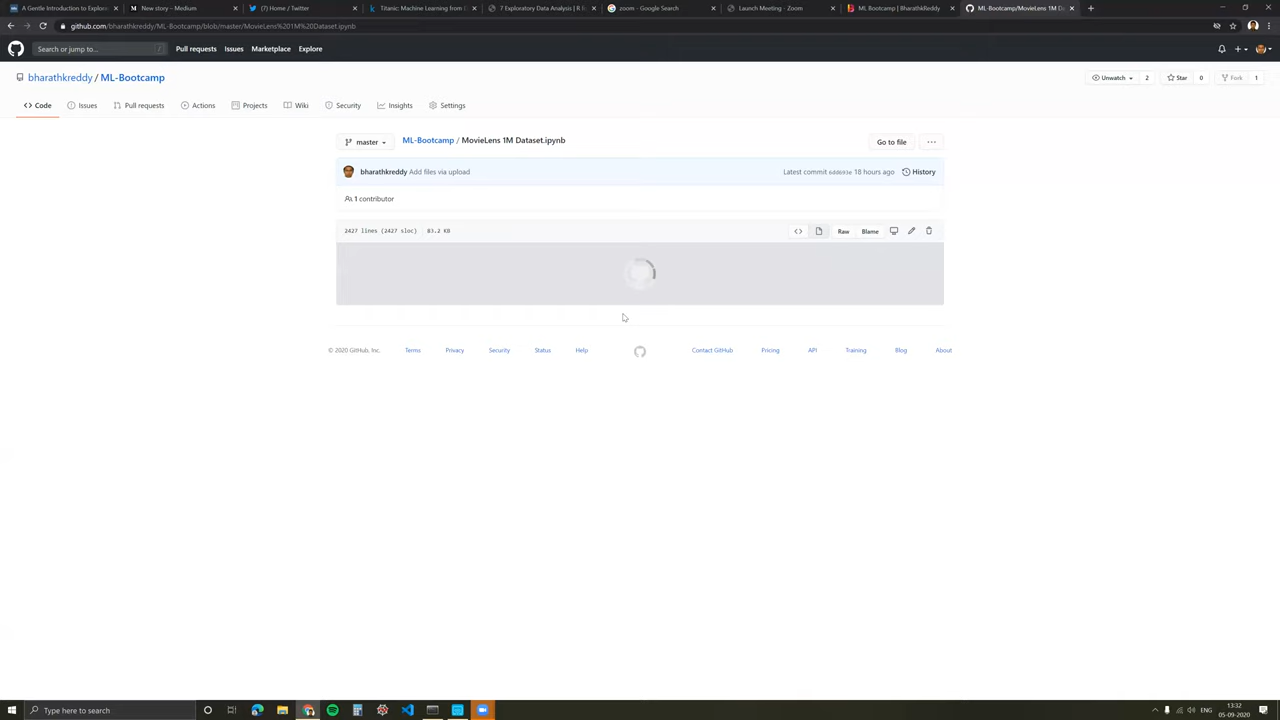 A Gentle Introduction to Explora
New story – Medium
(7) Home / Twitter
Titanic: Machine Learning from D
7 Exploratory Data Analysis | R f
zoom - Google Search
Launch Meeting - Zoom
ML Bootcamp | BharathKReddy
ML-Bootcamp/MovieLens 1M Da
github.com/bharathkreddy/ML-Bootcamp/blob/master/MovieLens%201M%20Dataset.ipynb
Search or jump to... /
Pull requests Issues Marketplace Explore
bharathkreddy / ML-Bootcamp
Unwatch 2 Star 0 Fork 1
Code Issues Pull requests Actions Projects Wiki Security Insights Settings
master ML-Bootcamp / MovieLens 1M Dataset.ipynb Go to file ...
bharathkreddy Add files via upload Latest commit 18 hours ago History
1 contributor
2427 lines (2427 sloc) 83.2 KB <> Raw Blame
© 2020 GitHub, Inc. Terms Privacy Security Status Help Contact GitHub Pricing API Training Blog About
Type here to search
ENG
13:32
05-09-2020